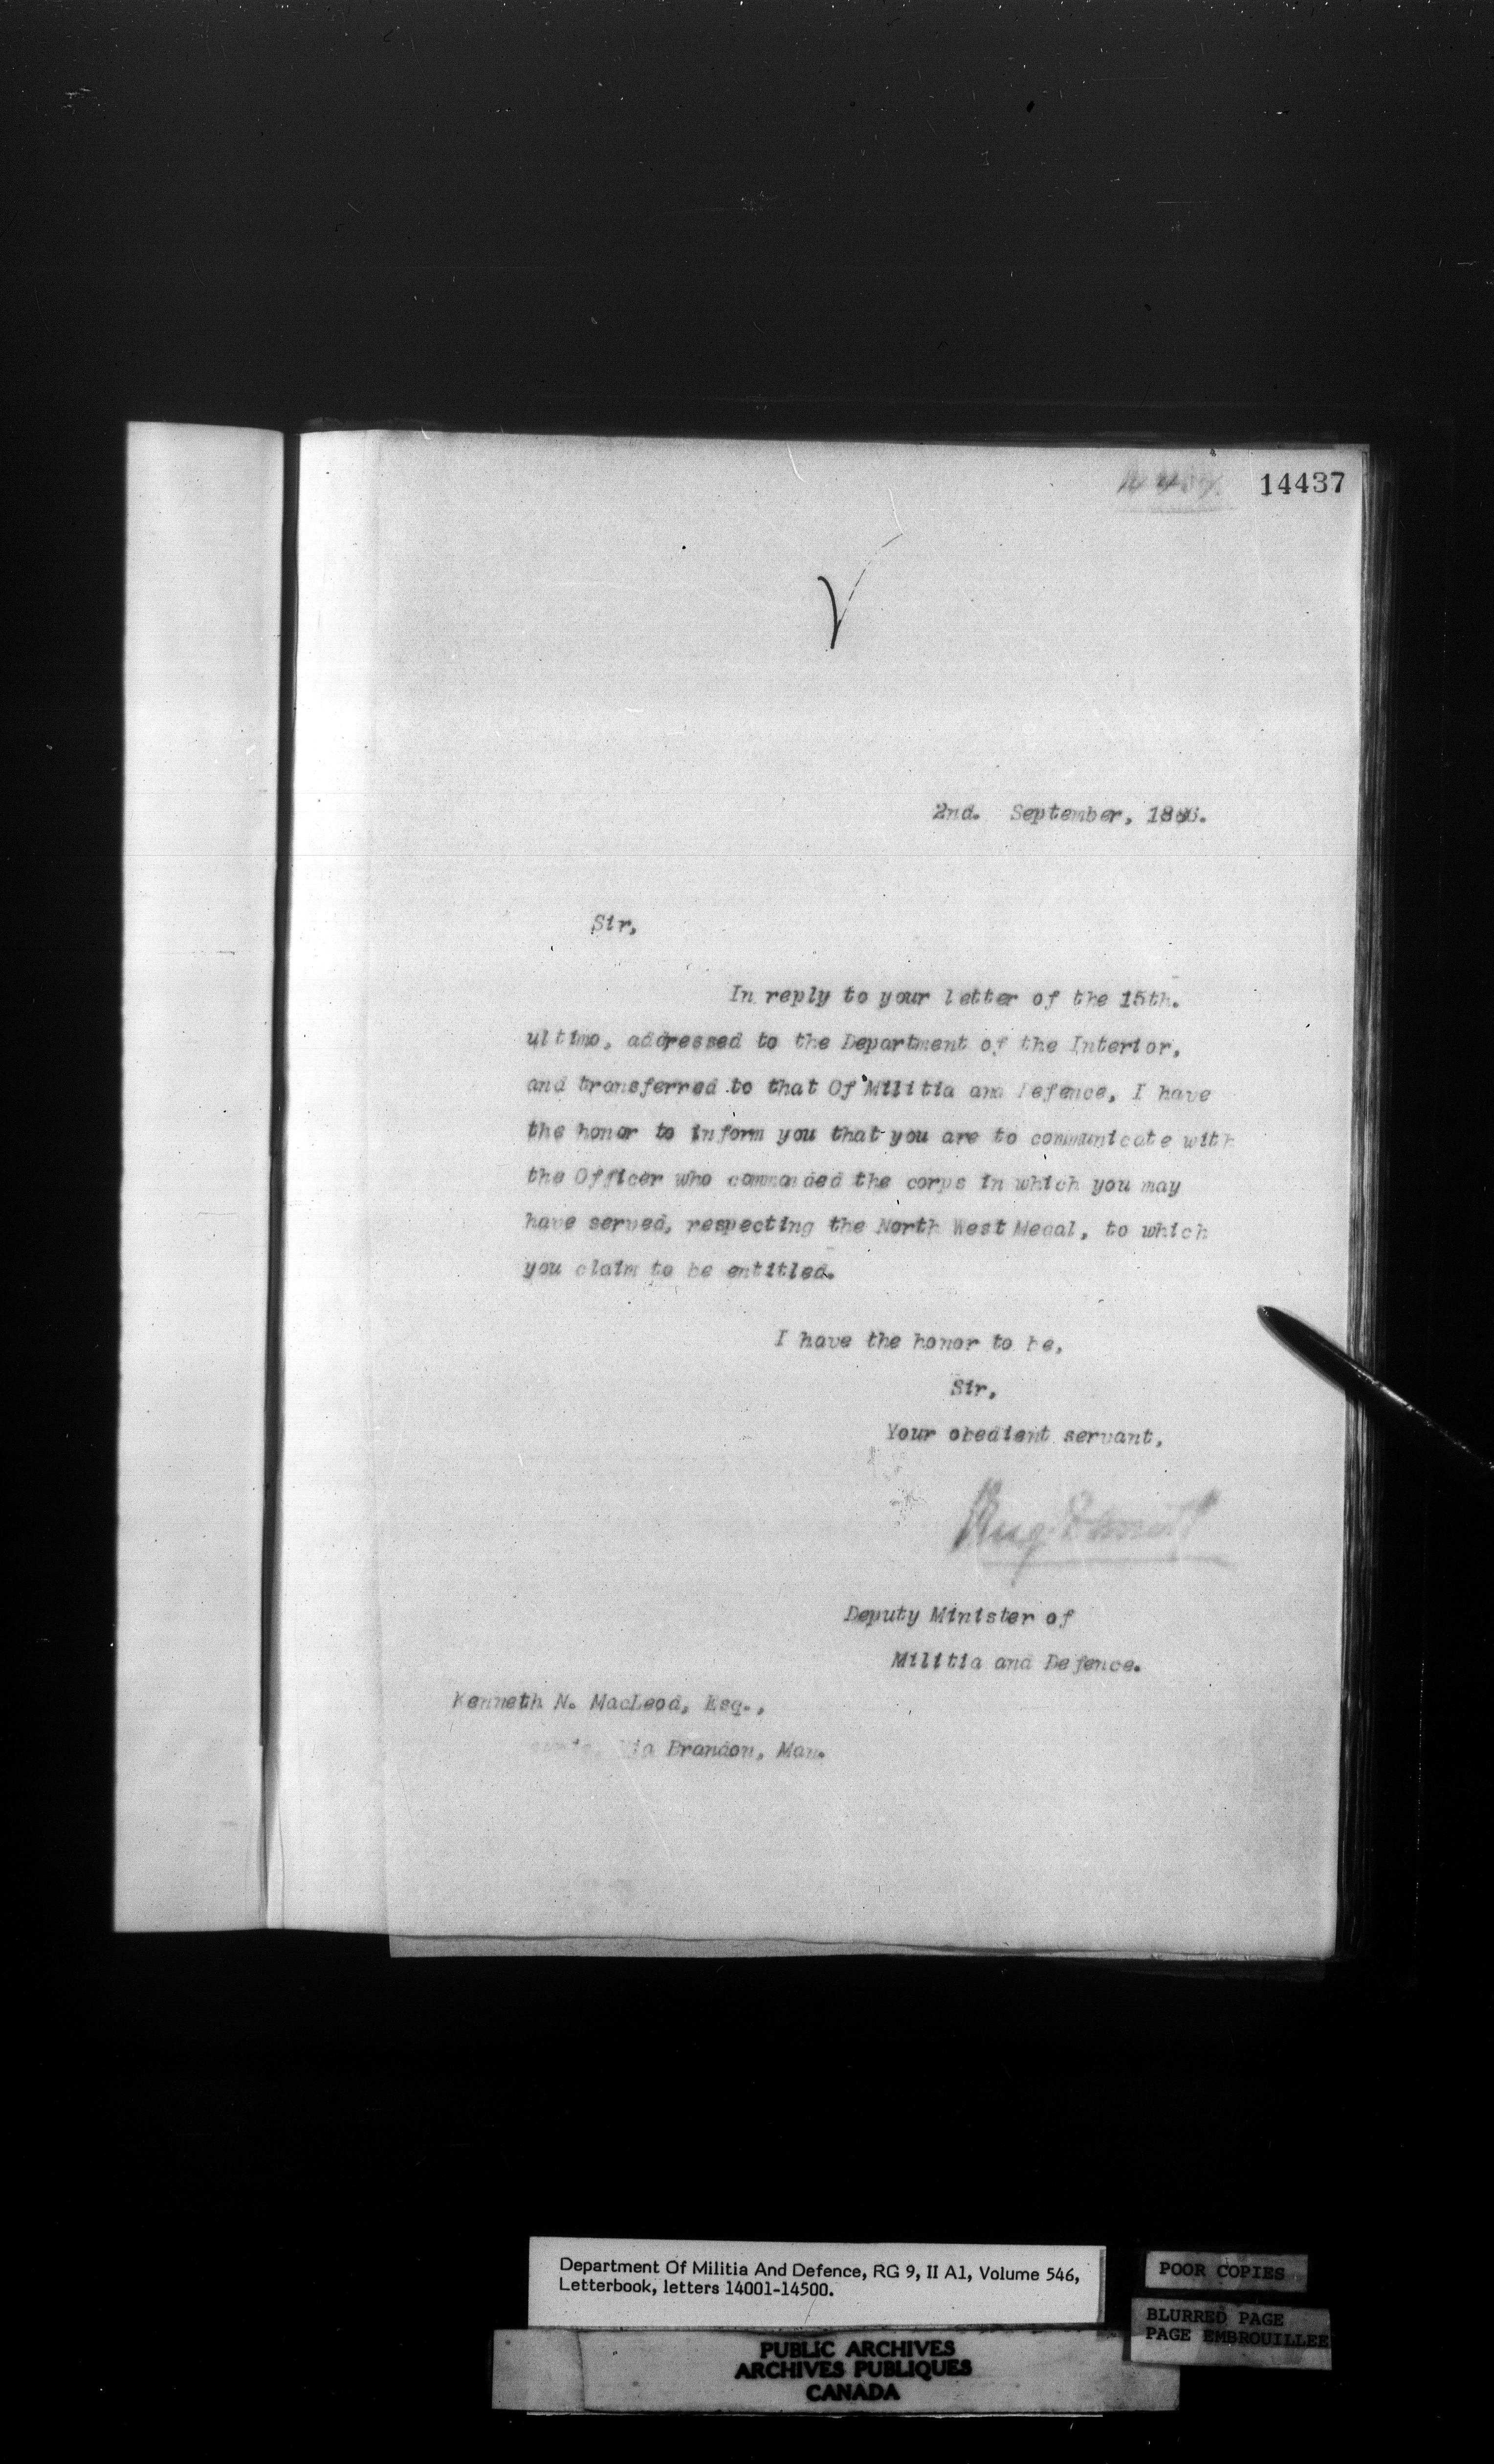 14437
2nd. September, 1886.
Sir,
In reply to your letter of the 15th.
ultimo, addressed to the Department of the Interior,
and transferred to that Of Militia and Defence, I have
the honor to inform you that you are to communicate with
the Officer who commanded the corps in which you may
have served, respecting the North West Medal, to which
you claim to be entitled.
I have the honor to be,
Sir,
Your obedient servant,
Deputy Minister of
Militia and Defence.
Kenneth N. MacLeod, Esq.,
Via Brandon, Man.
Department Of Militia And Defence, RG 9, II A1, Volume 546,
Letterbook, letters 14001-14500.
POOR COPIES
BLURRED PAGE
PAGE EMBROUILLEE
PUBLIC ARCHIVES
ARCHIVES PUBLIQUES
CANADA